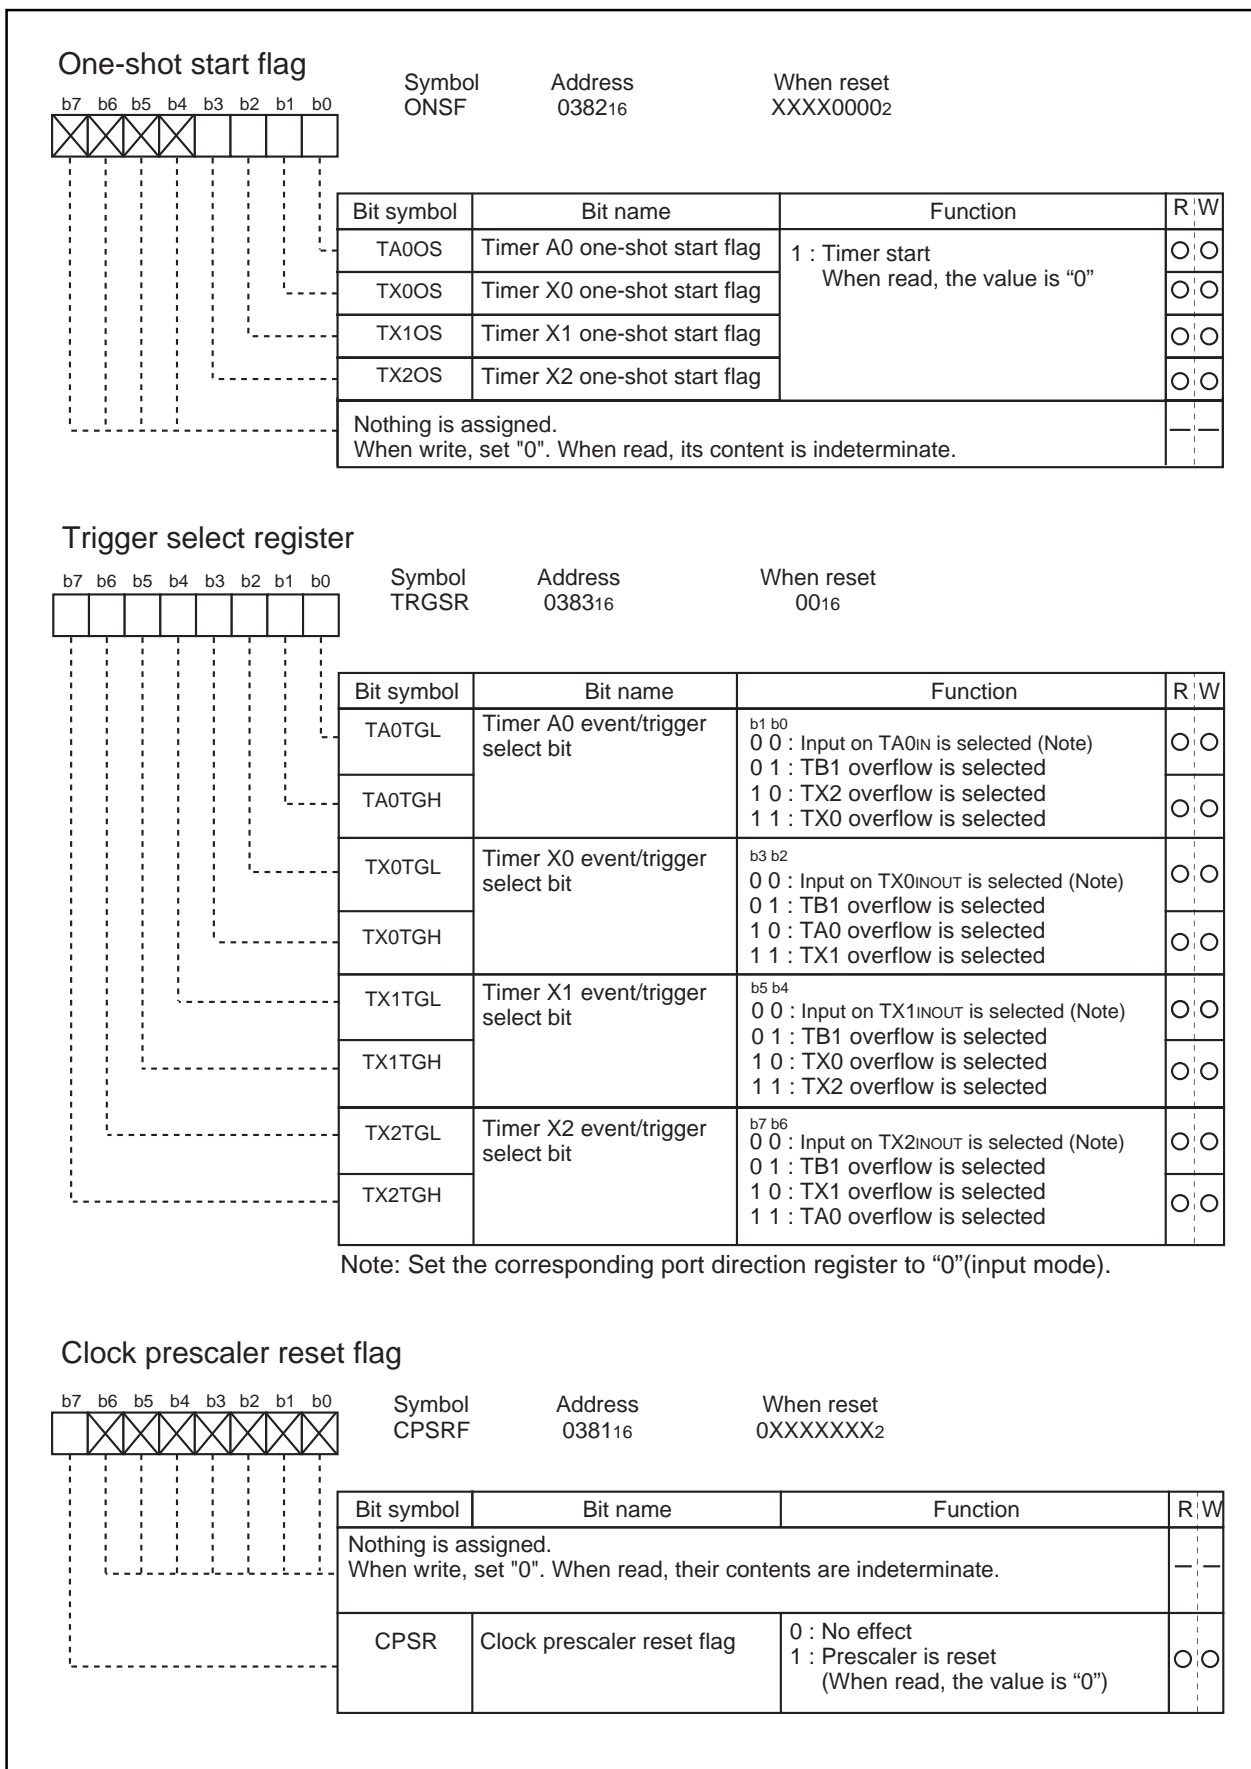 One-shot start flag
Symbol Address When reset
ONSF 038216 XXXX00002
b7 b6 b5 b4 b3 b2 b1 b0
Bit symbol Bit name Function R W
TA0OS Timer A0 one-shot start flag 1 : Timer start
When read, the value is “0”
TX0OS Timer X0 one-shot start flag
TX1OS Timer X1 one-shot start flag
TX2OS Timer X2 one-shot start flag
Nothing is assigned.
When write, set "0". When read, its content is indeterminate.
Trigger select register
b7 b6 b5 b4 b3 b2 b1 b0
Symbol Address When reset
TRGSR 038316 0016
Bit symbol Bit name Function R W
TA0TGL Timer A0 event/trigger select bit
b1 b0
0 0 : Input on TA0IN is selected (Note)
0 1 : TB1 overflow is selected
TA0TGH 1 0 : TX2 overflow is selected
1 1 : TX0 overflow is selected
TX0TGL Timer X0 event/trigger select bit
b3 b2
0 0 : Input on TX0INOUT is selected (Note)
0 1 : TB1 overflow is selected
TX0TGH 1 0 : TA0 overflow is selected
1 1 : TX1 overflow is selected
TX1TGL Timer X1 event/trigger select bit
b5 b4
0 0 : Input on TX1INOUT is selected (Note)
0 1 : TB1 overflow is selected
TX1TGH 1 0 : TX0 overflow is selected
1 1 : TX2 overflow is selected
TX2TGL Timer X2 event/trigger select bit
b7 b6
0 0 : Input on TX2INOUT is selected (Note)
0 1 : TB1 overflow is selected
TX2TGH 1 0 : TX1 overflow is selected
1 1 : TA0 overflow is selected
Note: Set the corresponding port direction register to “0”(input mode).
Clock prescaler reset flag
b7 b6 b5 b4 b3 b2 b1 b0
Symbol Address When reset
CPSRF 038116 0XXXXXXX2
Bit symbol Bit name Function R W
Nothing is assigned.
When write, set "0". When read, their contents are indeterminate.
CPSR Clock prescaler reset flag 0 : No effect
1 : Prescaler is reset
(When read, the value is “0”)